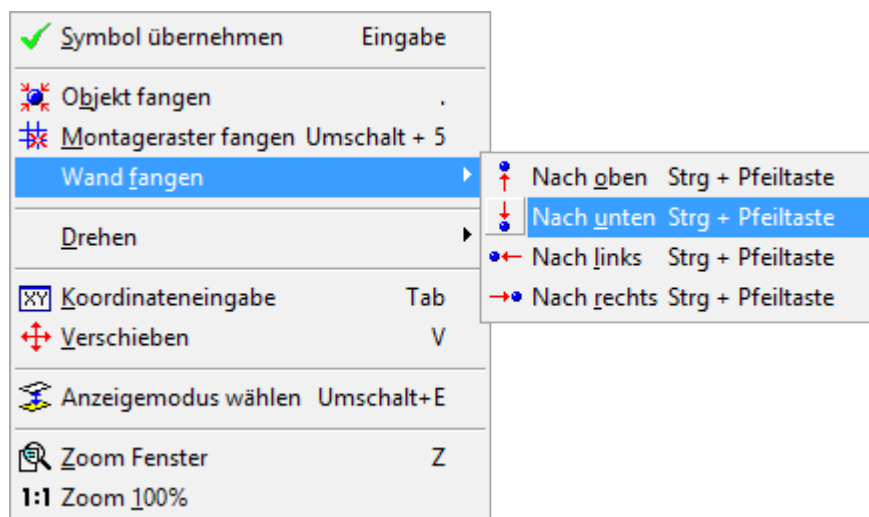 Symbol übernehmen Eingabe
Objekt fangen .
Montageraster fangen Umschalt + 5
Wand fangen
Nach oben Strg + Pfeiltaste
Nach unten Strg + Pfeiltaste
Nach links Strg + Pfeiltaste
Nach rechts Strg + Pfeiltaste
Drehen
XY Koordinateneingabe Tab
Verschieben V
Anzeigemodus wählen Umschalt+E
Zoom Fenster Z
1:1 Zoom 100%